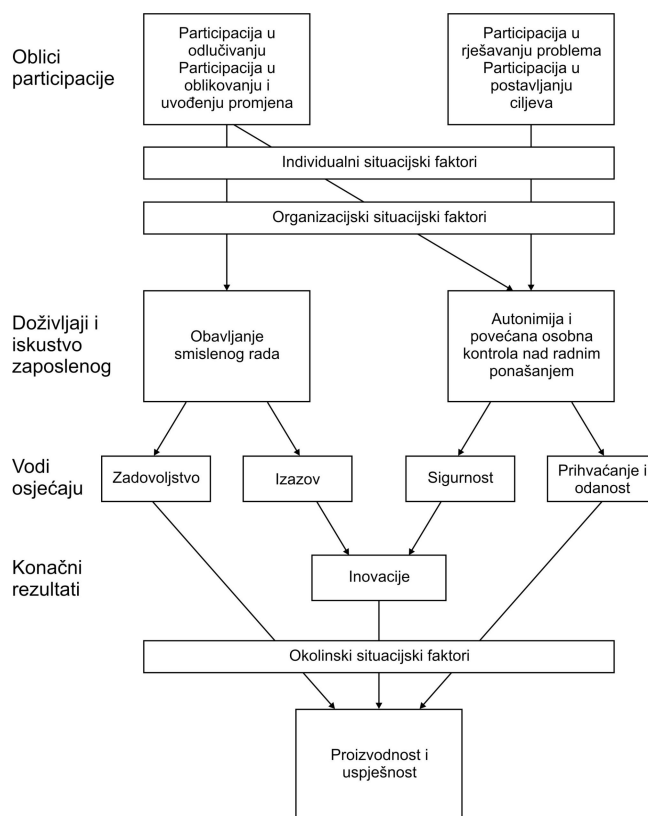 Oblici
participacije
Participacija u
odlučivanju
Participacija u
oblikovanju i
uvođenju promjena
Participacija u
rješavanju problema
Participacija u
postavljanju
ciljeva
Individualni situacijski faktori
Organizacijski situacijski faktori
Doživljaji i
iskustvo
zaposlenog
Obavljanje
smislenog rada
Autonimija i
povećana osobna
kontrola nad radnim
ponašanjem
Vodi
osjećaju
Zadovoljstvo
Izazov
Sigurnost
Prihvaćanje i
odanost
Konačni
rezultati
Inovacije
Okolinski situacijski faktori
Proizvodnost i
uspješnost